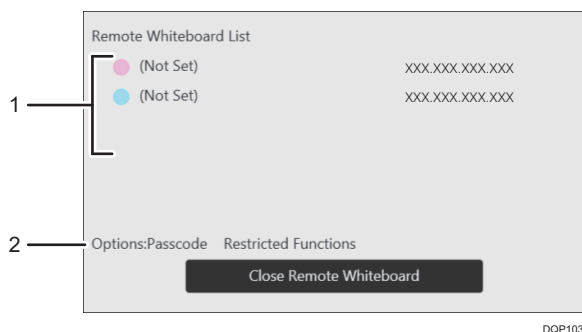 Remote Whiteboard List
(Not Set) XXX.XXX.XXX.XXX
1
(Not Set) XXX.XXX.XXX.XXX
2
Options:Passcode Restricted Functions
Close Remote Whiteboard
DQP103